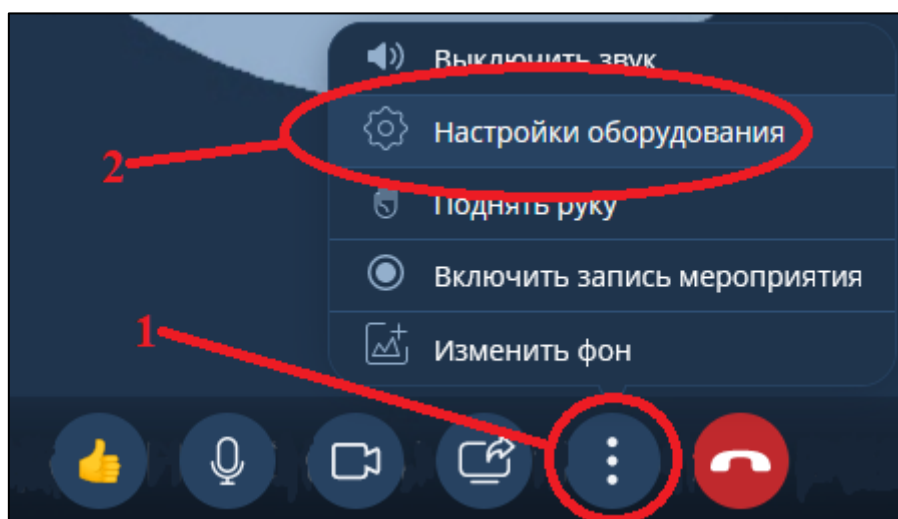 Выключить звук
2 Настройки оборудования
Поднять руку
Включить запись мероприятия
1 Изменить фон